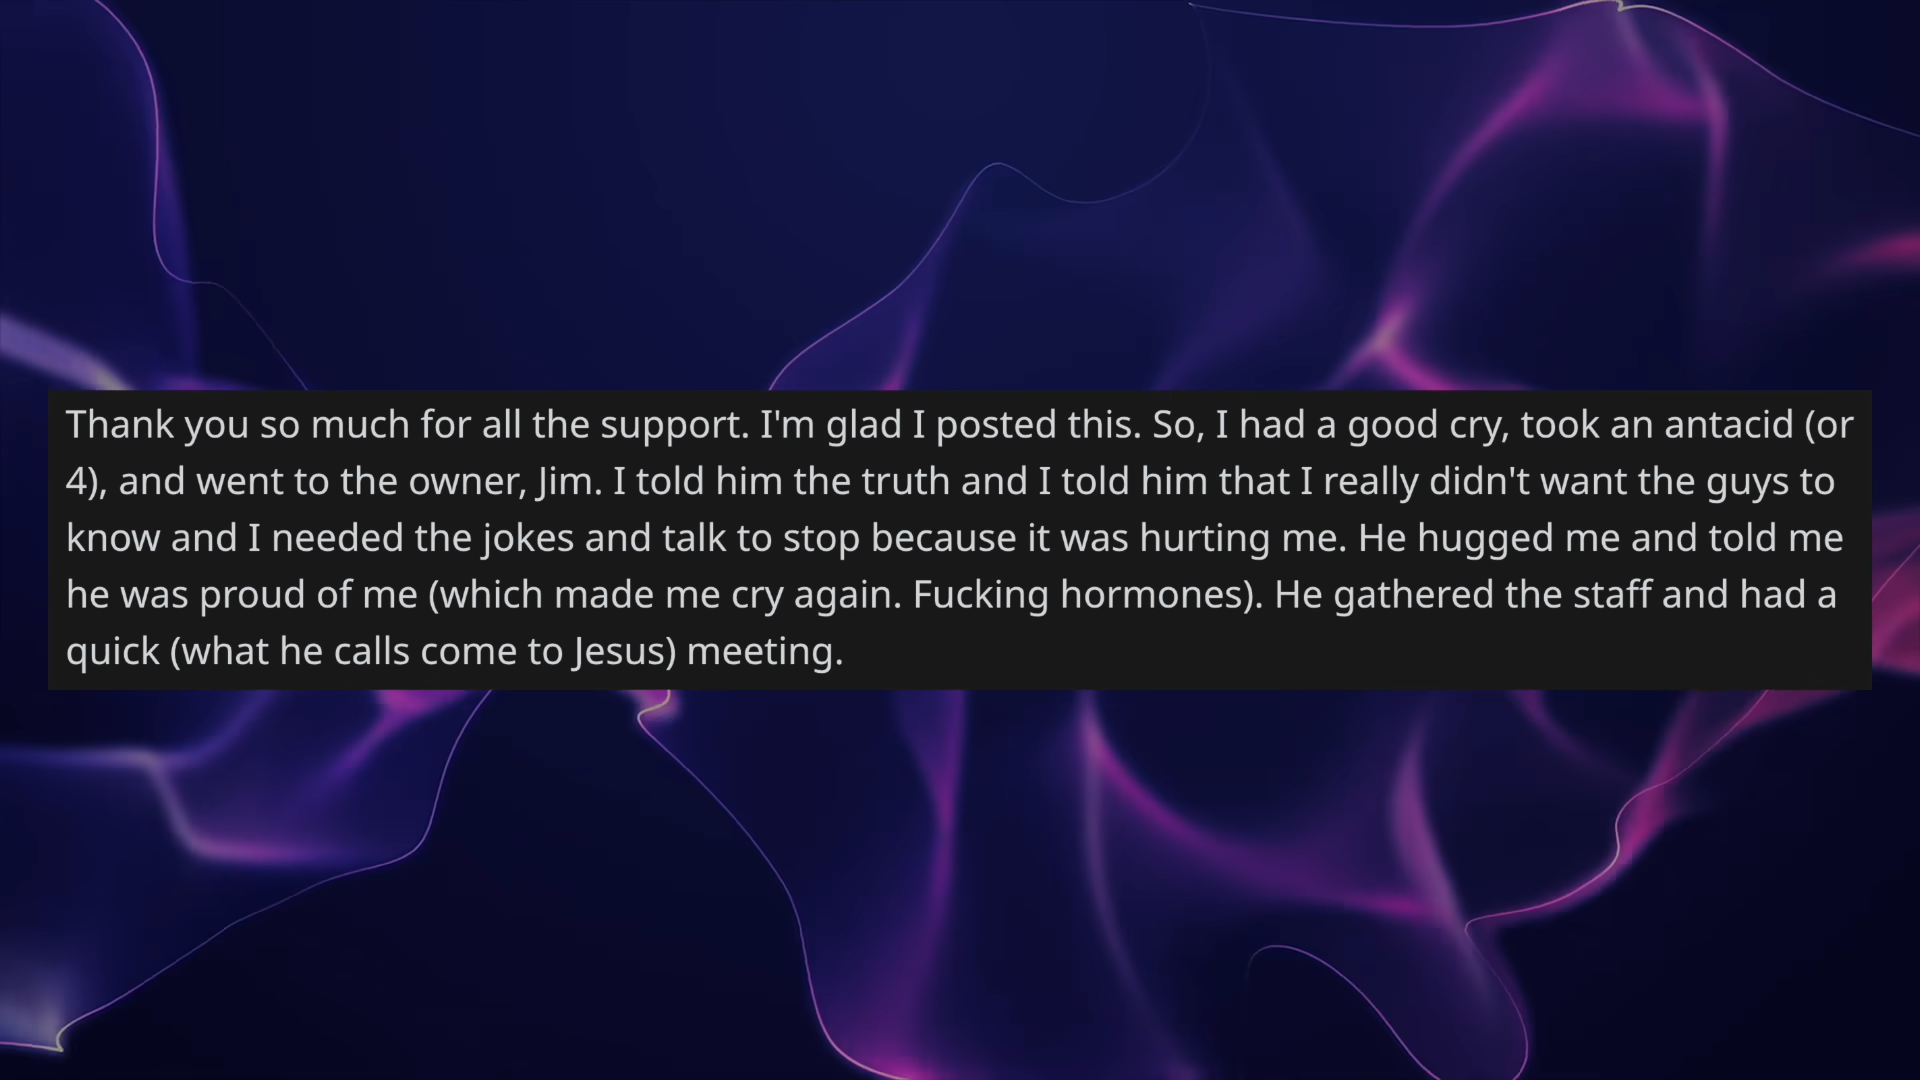 Thank you so much for all the support. I'm glad I posted this. So, I had a good cry, took an antacid (or
4), and went to the owner, Jim. I told him the truth and I told him that I really didn't want the guys to
know and I needed the jokes and talk to stop because it was hurting me. He hugged me and told me
he was proud of me (which made me cry again. Fucking hormones). He gathered the staff and had a
quick (what he calls come to Jesus) meeting.